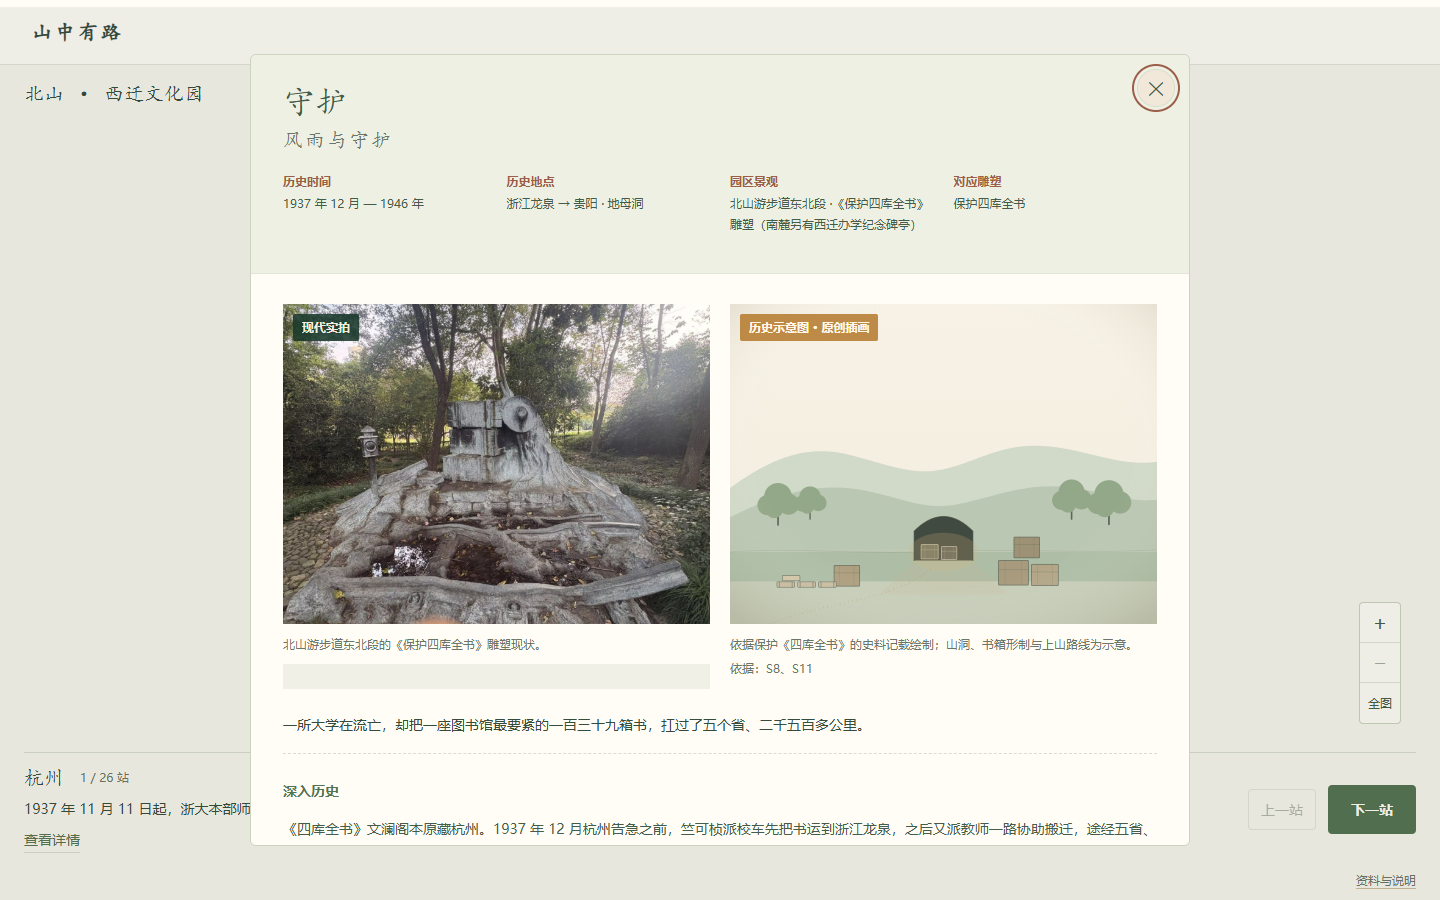 山中有路
北山 • 西迁文化园
守护
风雨与守护
历史时间
1937 年 12 月 — 1946 年
历史地点
浙江龙泉 → 贵阳 · 地母洞
园区景观
北山游步道东北段 ·《保护四库全书》
雕塑（南麓另有西迁办学纪念碑亭）
对应雕塑
保护四库全书
现代实拍
历史示意图 • 原创插画
北山游步道东北段的《保护四库全书》雕塑现状。
依据保护《四库全书》的史料记载绘制；山洞、书箱形制与上山路线为示意。
依据：S8、S11
一所大学在流亡，却把一座图书馆最要紧的一百三十九箱书，扛过了五个省、二千五百多公里。
深入历史
《四库全书》文澜阁本原藏杭州。1937 年 12 月杭州告急之前，竺可桢派校车先把书运到浙江龙泉，之后又派教师一路协助搬迁，途经五省、
+
−
全图
杭州 1 / 26 站
1937 年 11 月 11 日起，浙大本部师
查看详情
上一站
下一站
资料与说明